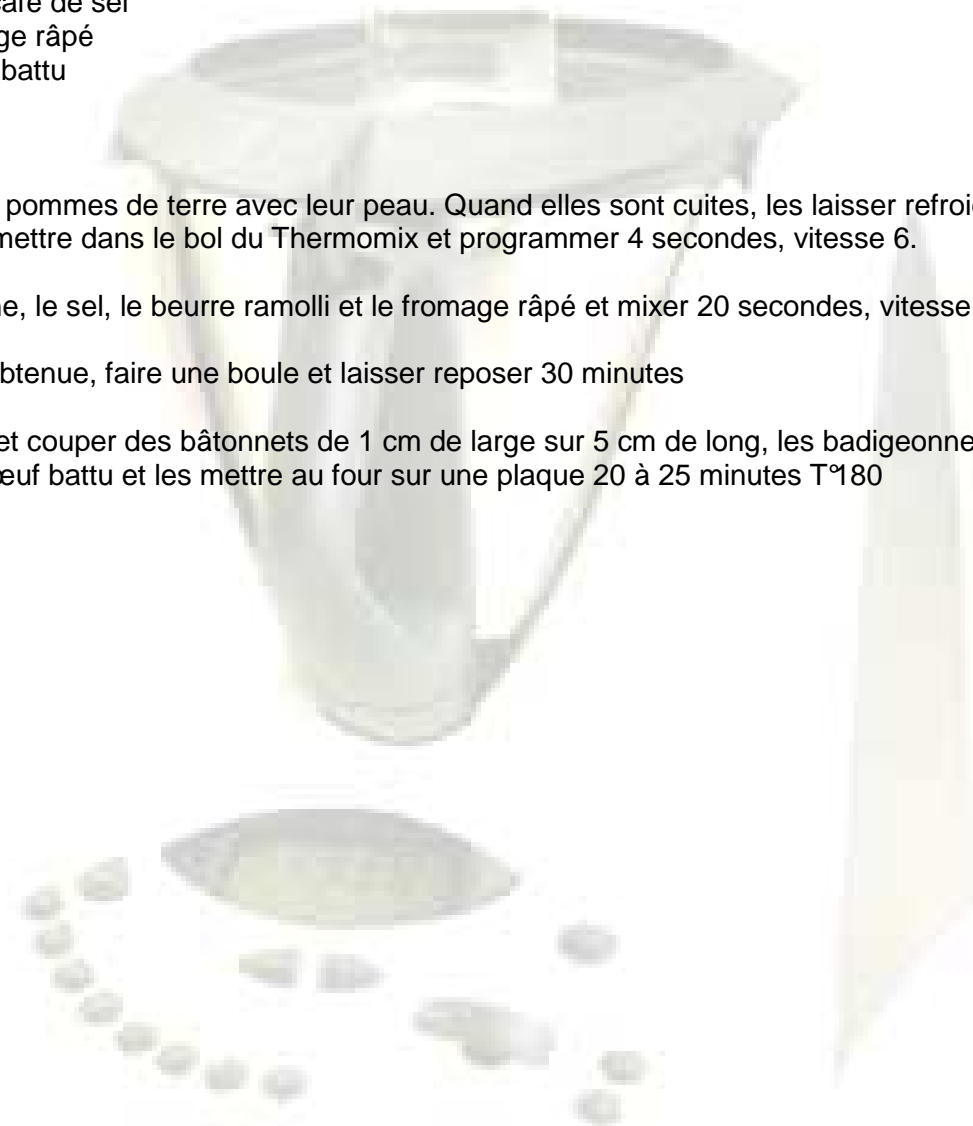 café de sel
ge râpé
battu
pommes de terre avec leur peau. Quand elles sont cuites, les laisser refroi
mettre dans le bol du Thermomix et programmer 4 secondes, vitesse 6.
e, le sel, le beurre ramolli et le fromage râpé et mixer 20 secondes, vitesse
btenue, faire une boule et laisser reposer 30 minutes
et couper des bâtonnets de 1 cm de large sur 5 cm de long, les badigeonne
œuf battu et les mettre au four sur une plaque 20 à 25 minutes T°180